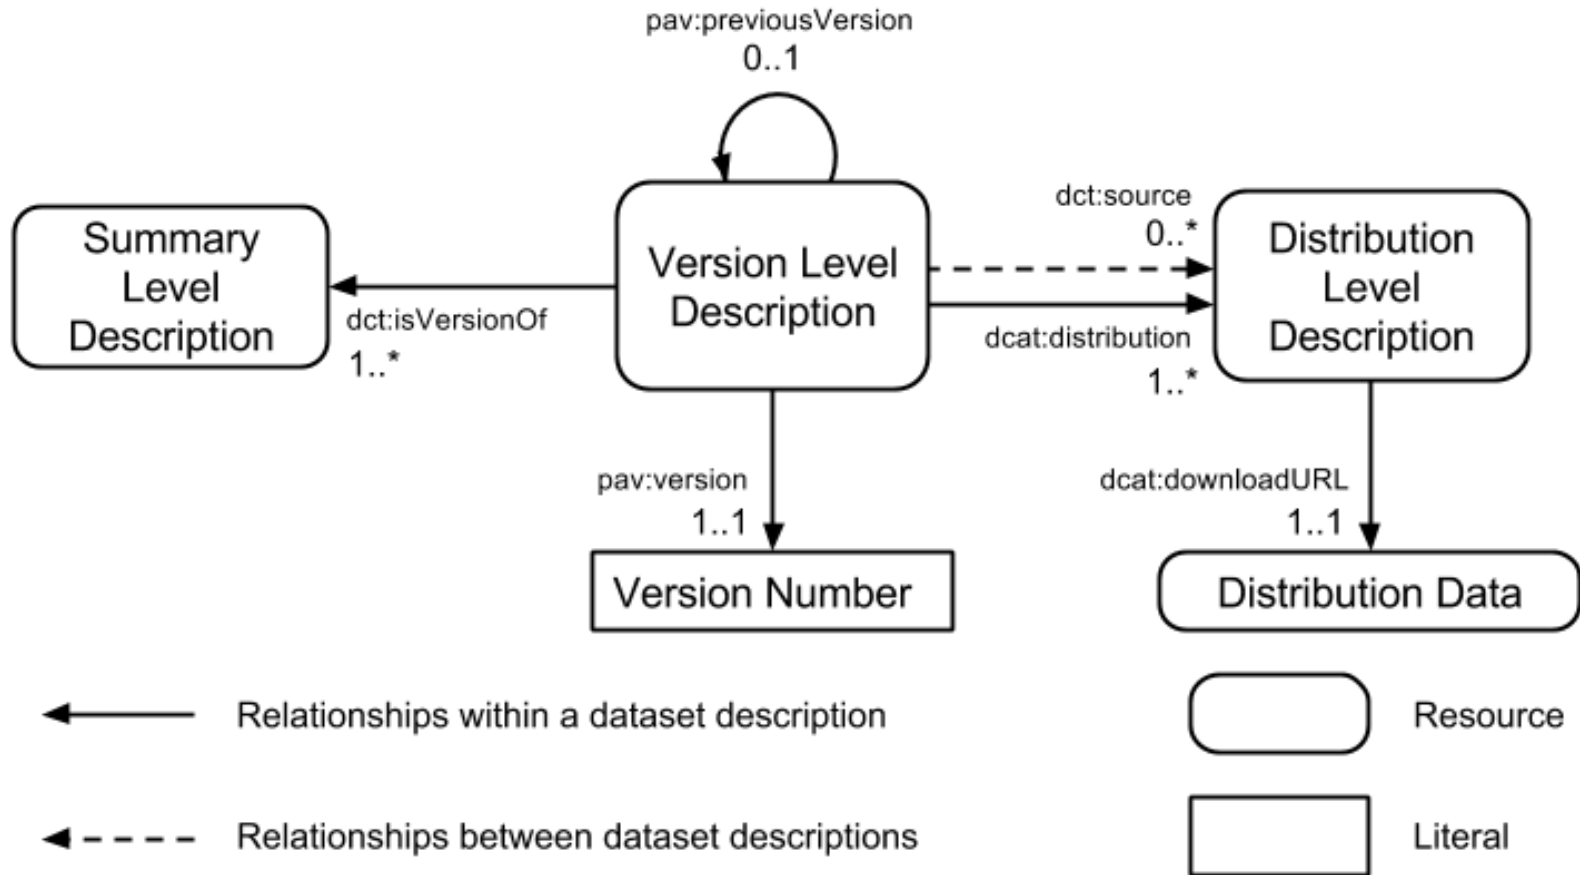 pav:previousVersion
0..1
Summary
Level
Description
dct:isVersionOf
1..*
Version Level
Description
dct:source
0..*
dcat:distribution
1..*
Distribution
Level
Description
pav:version
1..1
Version Number
dcat:downloadURL
1..1
Distribution Data
Relationships within a dataset description
Resource
Relationships between dataset descriptions
Literal